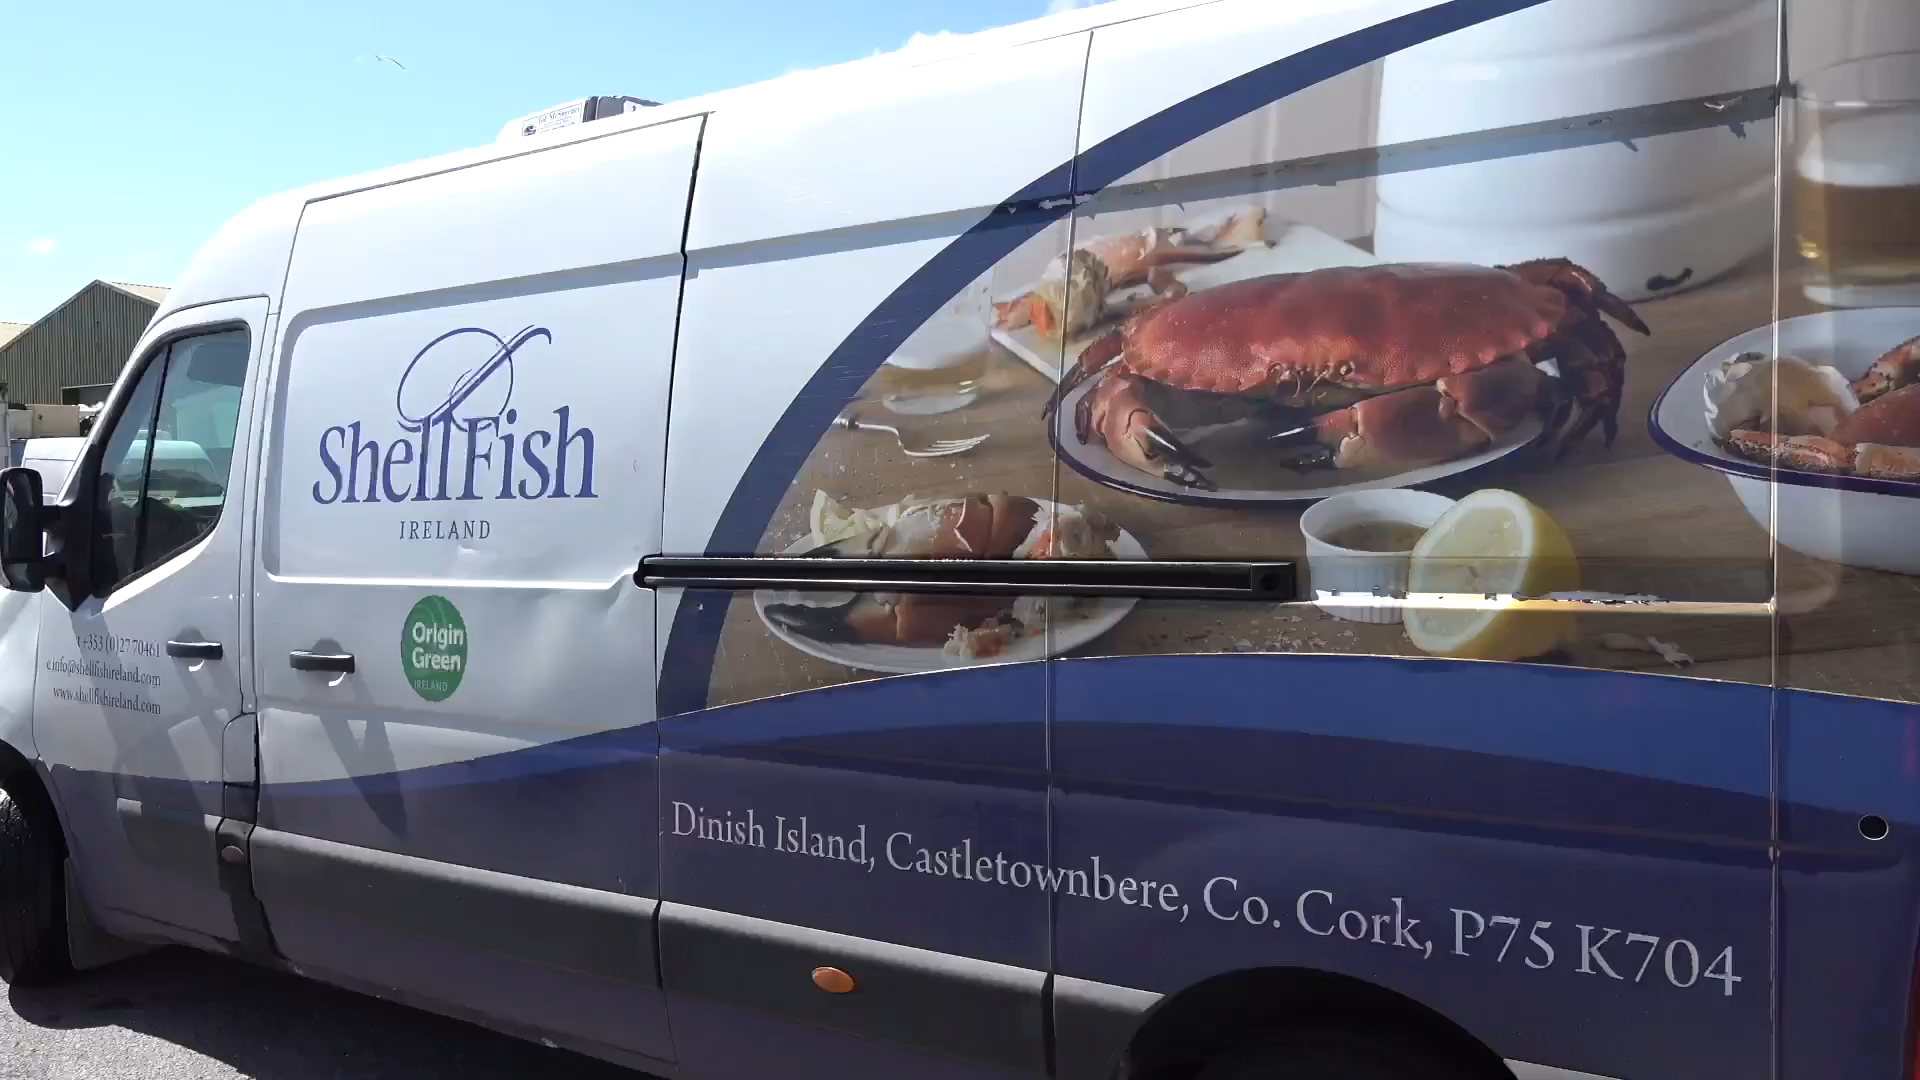 ShellFish
IRELAND
Origin
Green
IRELAND
t +353 (0)27 70461
e.info@shellfishireland.com
www.shellfishireland.com
Dinish Island, Castletownbere, Co. Cork, P75 K704